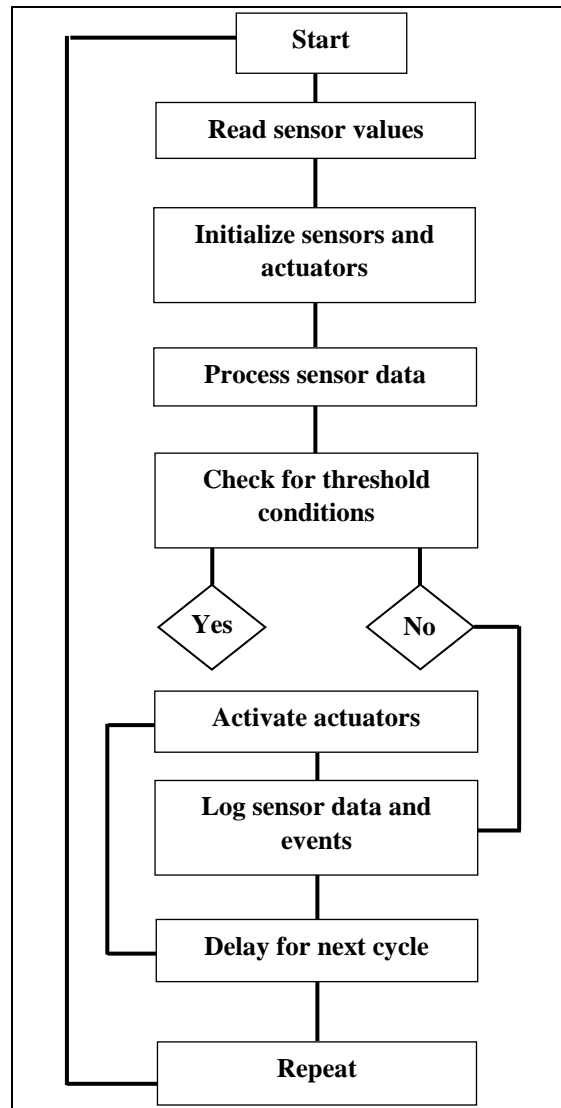 Start
Read sensor values
Initialize sensors and
actuators
Process sensor data
Check for threshold
conditions
Yes
No
Activate actuators
Log sensor data and
events
Delay for next cycle
Repeat